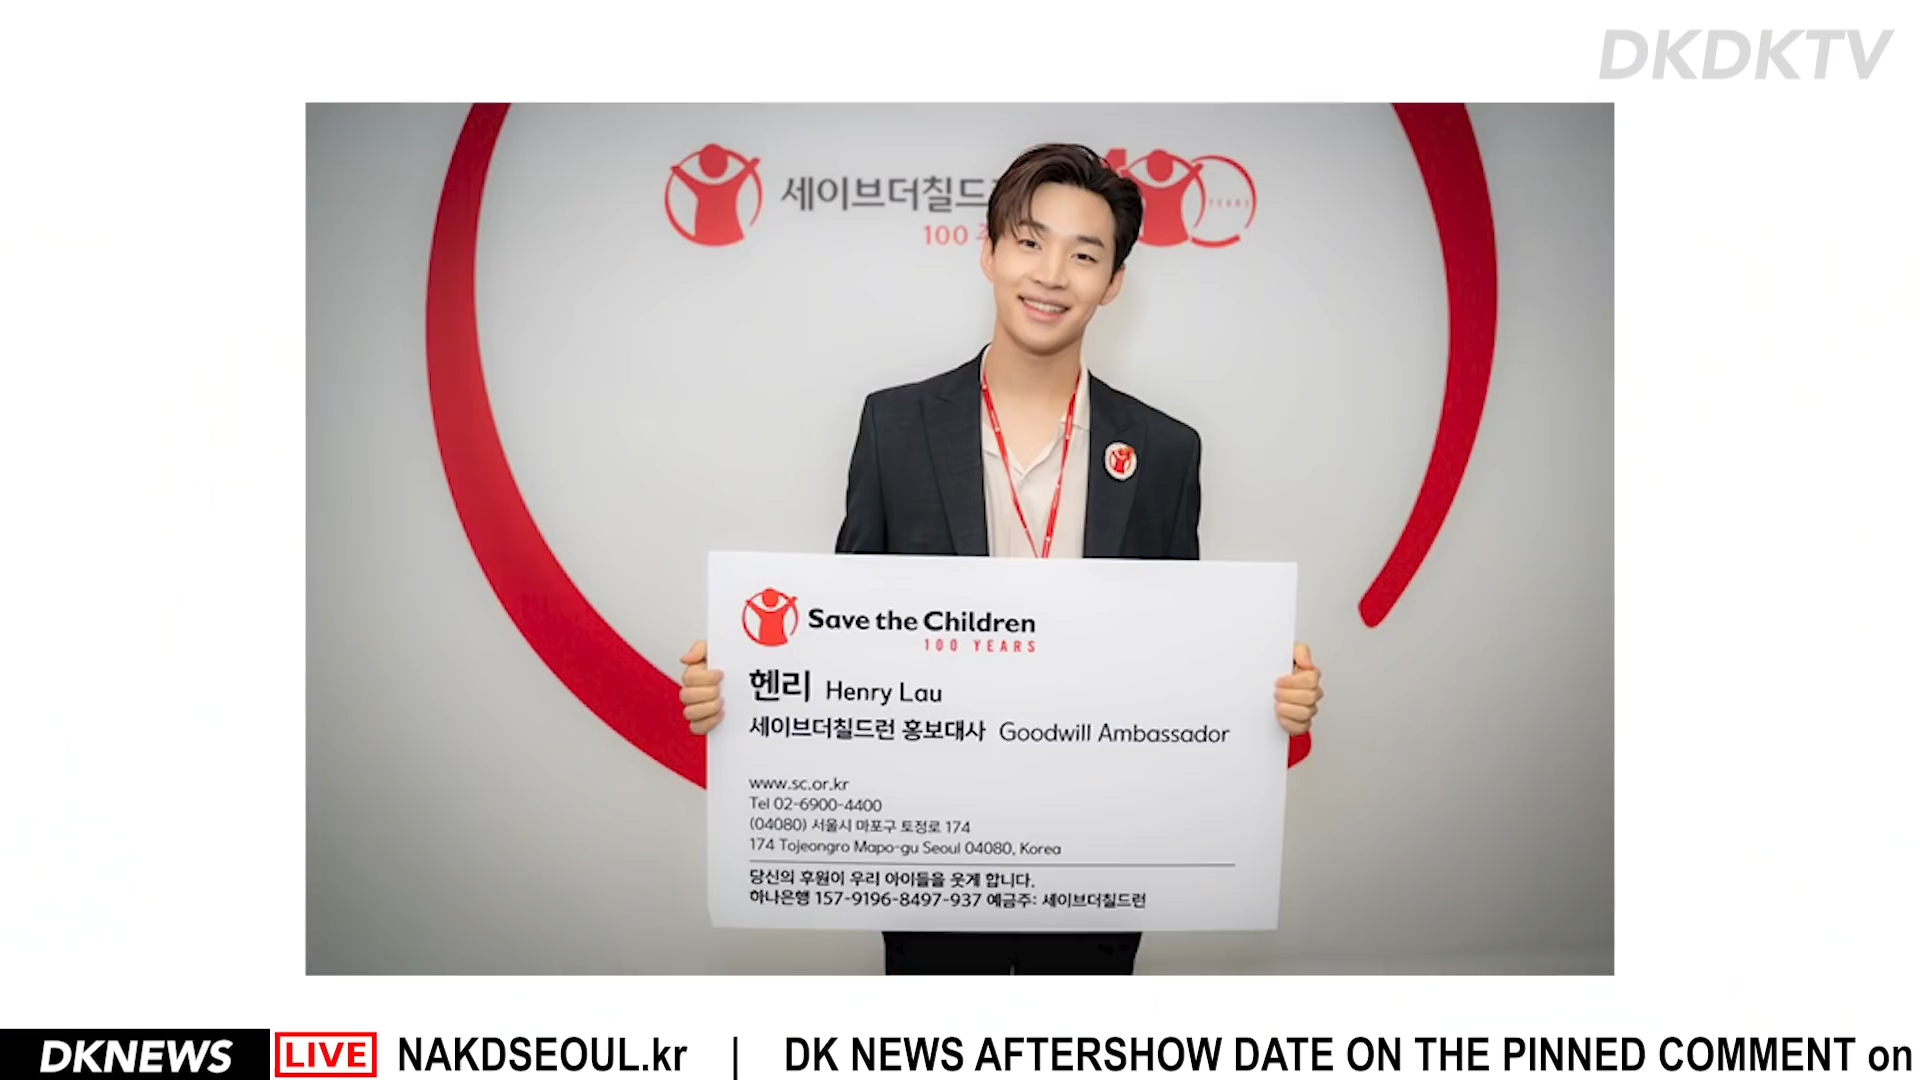 DKDKTV
세이브더칠드
100
YEARS
Save the Children
100 YEARS
헨리 Henry Lau
세이브더칠드런 홍보대사 Goodwill Ambassador
www.sc.or.kr
Tel 02-6900-4400
(04080) 서울시 마포구 토정로 174
174 Tojeongro Mapo-gu Seoul 04080, Korea
당신의 후원이 우리 아이들을 웃게 합니다.
하나은행 157-9196-8497-937 예금주: 세이브더칠드런
DKNEWS LIVE NAKDSEOUL.kr | DK NEWS AFTERSHOW DATE ON THE PINNED COMMENT on